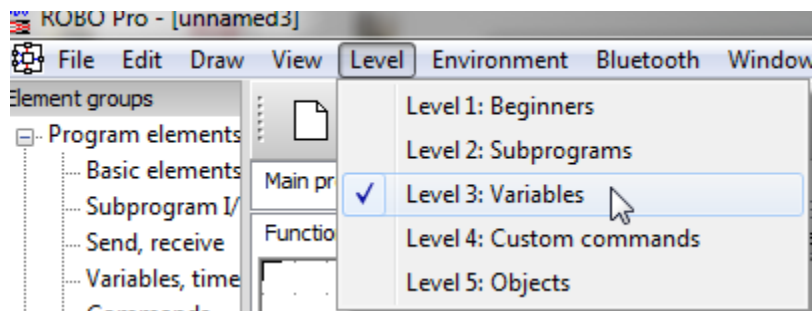 ROBO Pro - [unnamed3]
File Edit Draw View Level Environment Bluetooth Window
Element groups
Program elements
Basic elements
Subprogram I/
Send, receive
Variables, time
Main pr
Functio
Level 1: Beginners
Level 2: Subprograms
Level 3: Variables
Level 4: Custom commands
Level 5: Objects